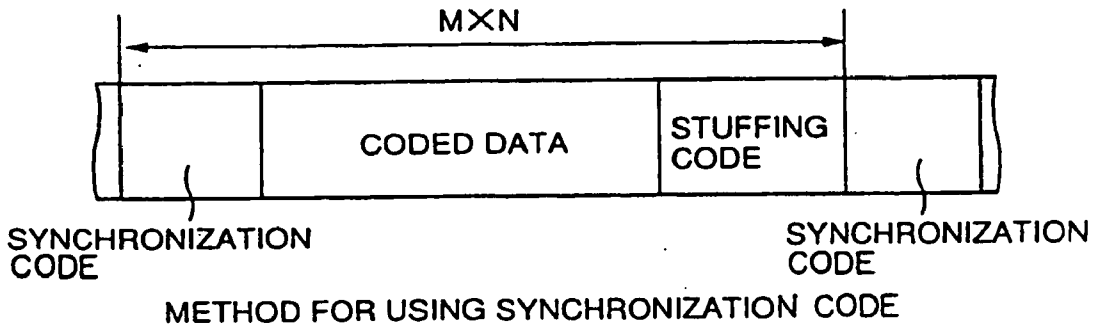 M×N
CODED DATA
STUFFING
CODE
SYNCHRONIZATION
CODE
SYNCHRONIZATION
CODE
METHOD FOR USING SYNCHRONIZATION CODE